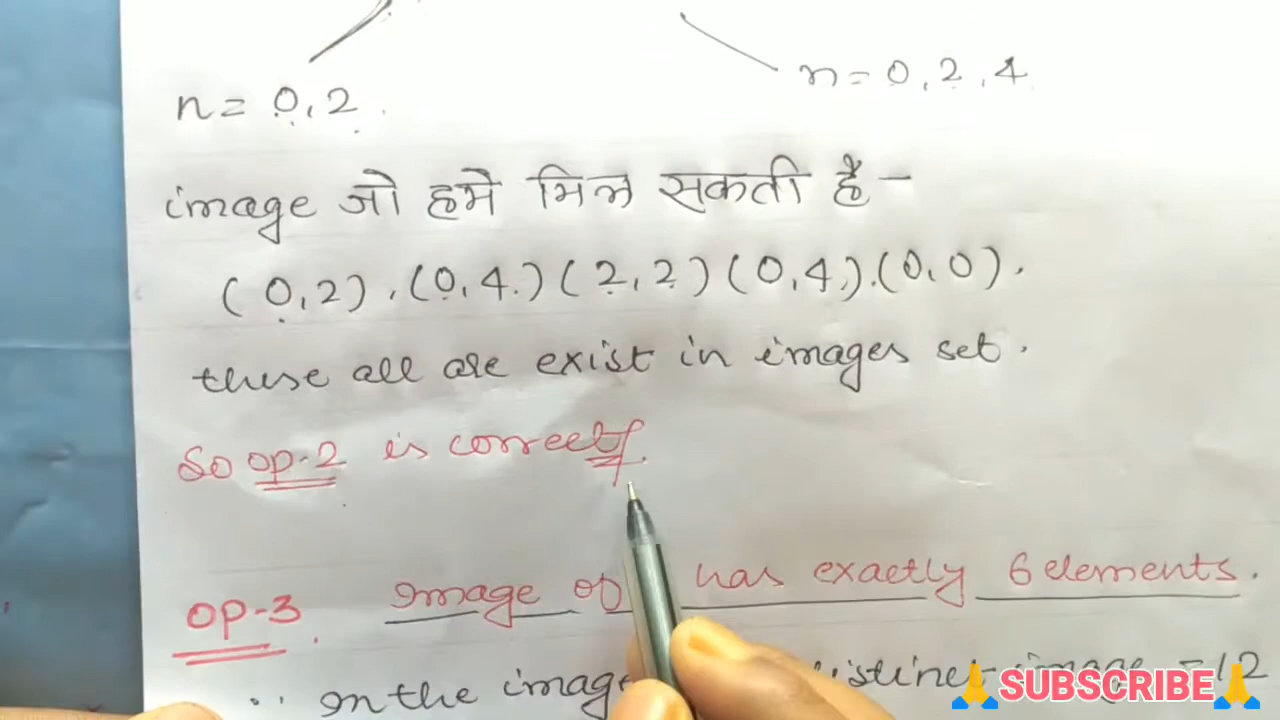 n = 0, 2.
n = 0, 2, 4
image जो हमे मिल सकती है -
(0,2), (0,4) (2,2) (0,4), (0,0).
these all are exist in images set.
So op-2 is correct
OP-3. Image of has exactly 6 elements.
∵ In the image = 12
🙏SUBSCRIBE🙏